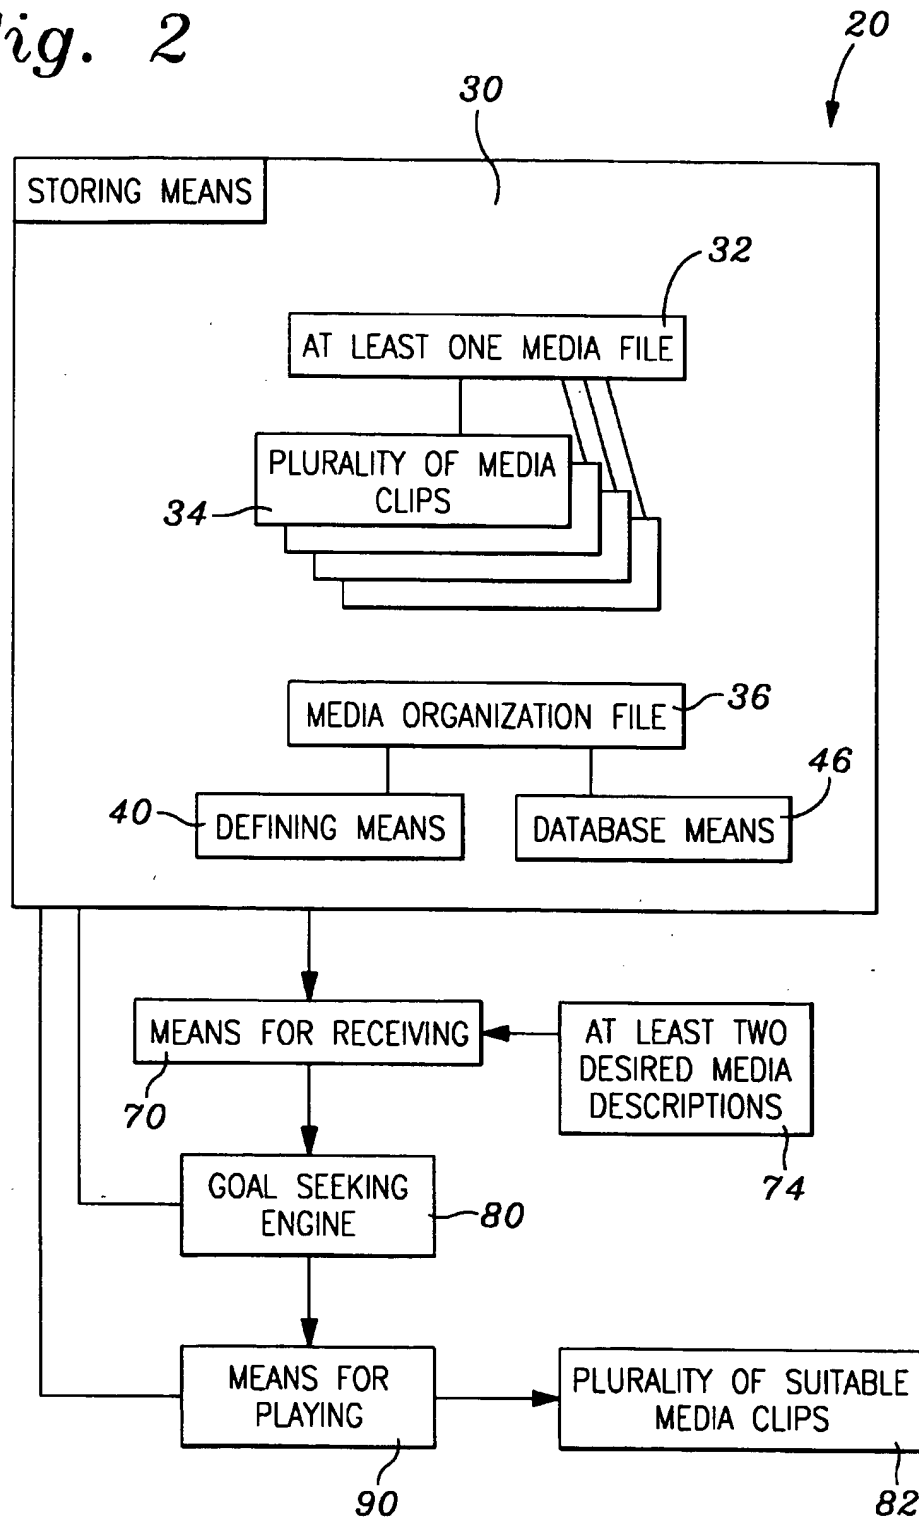 ig. 2
20
30
STORING MEANS
32
AT LEAST ONE MEDIA FILE
PLURALITY OF MEDIA
CLIPS
34
36
MEDIA ORGANIZATION FILE
46
40
DEFINING MEANS
DATABASE MEANS
MEANS FOR RECEIVING
70
AT LEAST TWO
DESIRED MEDIA
DESCRIPTIONS
74
GOAL SEEKING
ENGINE
80
MEANS FOR
PLAYING
90
PLURALITY OF SUITABLE
MEDIA CLIPS
82